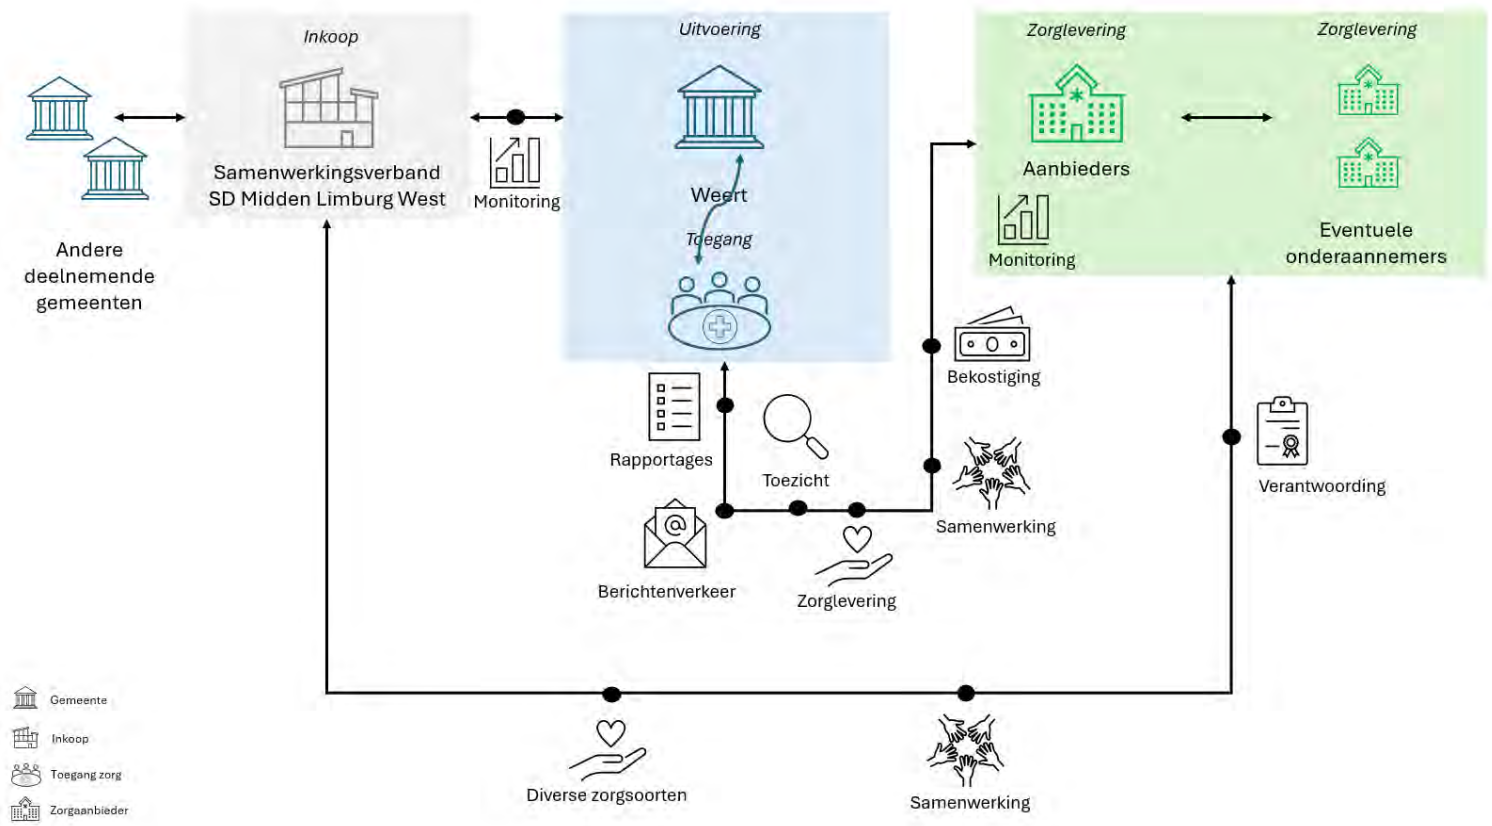 Inkoop
Samenwerkingsverband
SD Midden Limburg West
Andere
deelnemende
gemeenten
Monitoring
Uitvoering
Weert
Toegang
Zorglevering
Aanbieders
Monitoring
Zorglevering
Eventuele
onderaannemers
Rapportages
Toezicht
Berichtenverkeer
Zorglevering
Bekostiging
Samenwerking
Verantwoording
Diverse zorgsoorten
Samenwerking
Gemeente
Inkoop
Toegang zorg
Zorgaanbieder